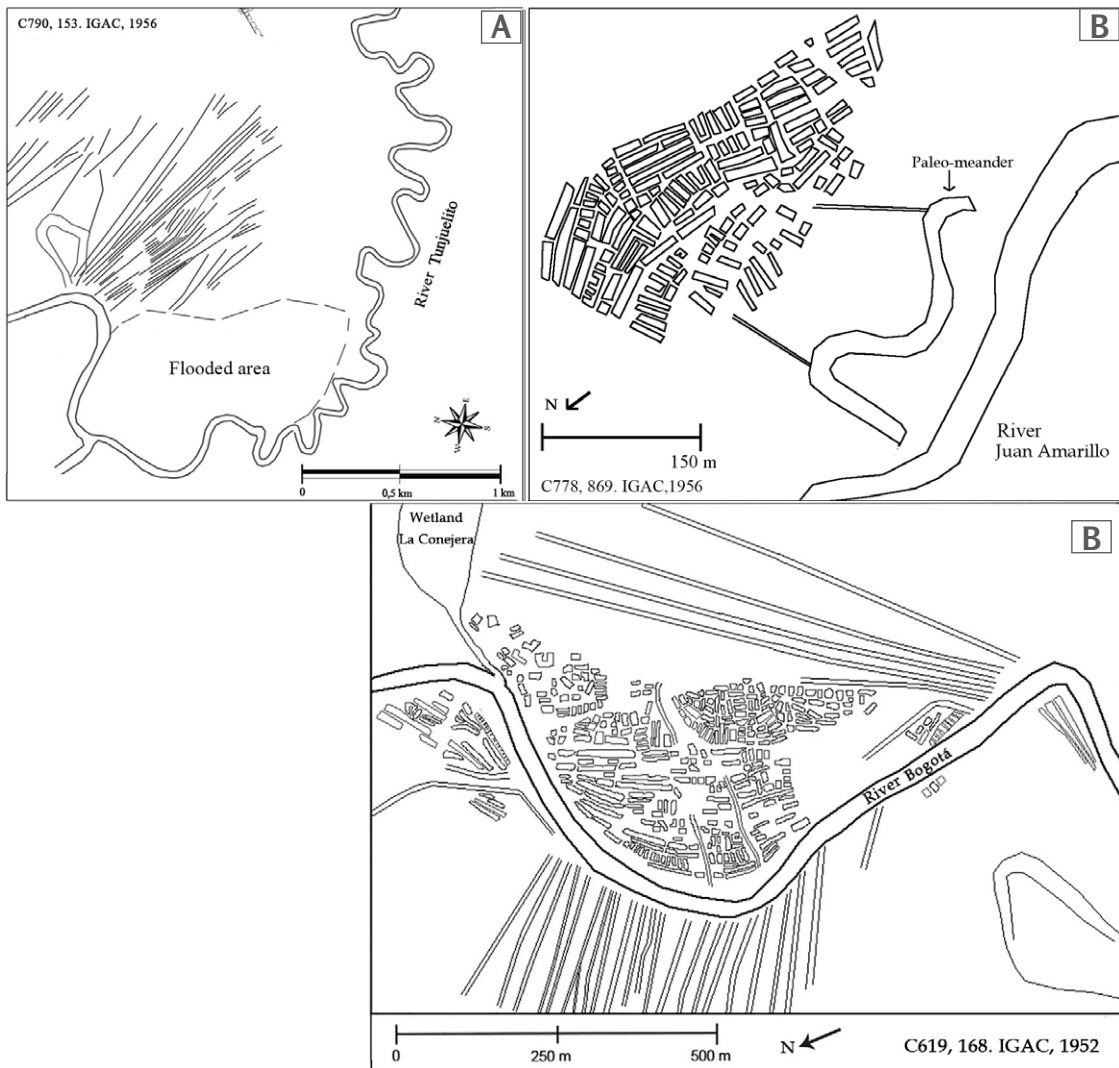 C790, 153. IGAC, 1956
A
River Tunjuelito
Flooded area
N
E
S
W
0
0,5 km
1 km
B
Paleo-meander
N
150 m
River
Juan Amarillo
C778, 869. IGAC,1956
Wetland
La Conejera
B
River Bogotá
0
250 m
500 m
N
C619, 168. IGAC, 1952